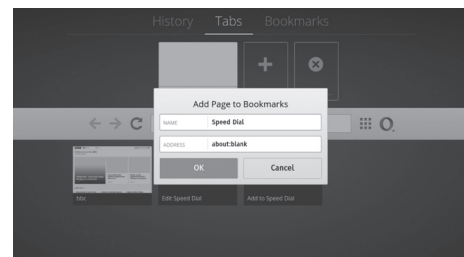 History Tabs Bookmarks
Add Page to Bookmarks
NAME Speed Dial
ADDRESS about:blank
OK Cancel
bbc Edit Speed Dial Add to Speed Dial